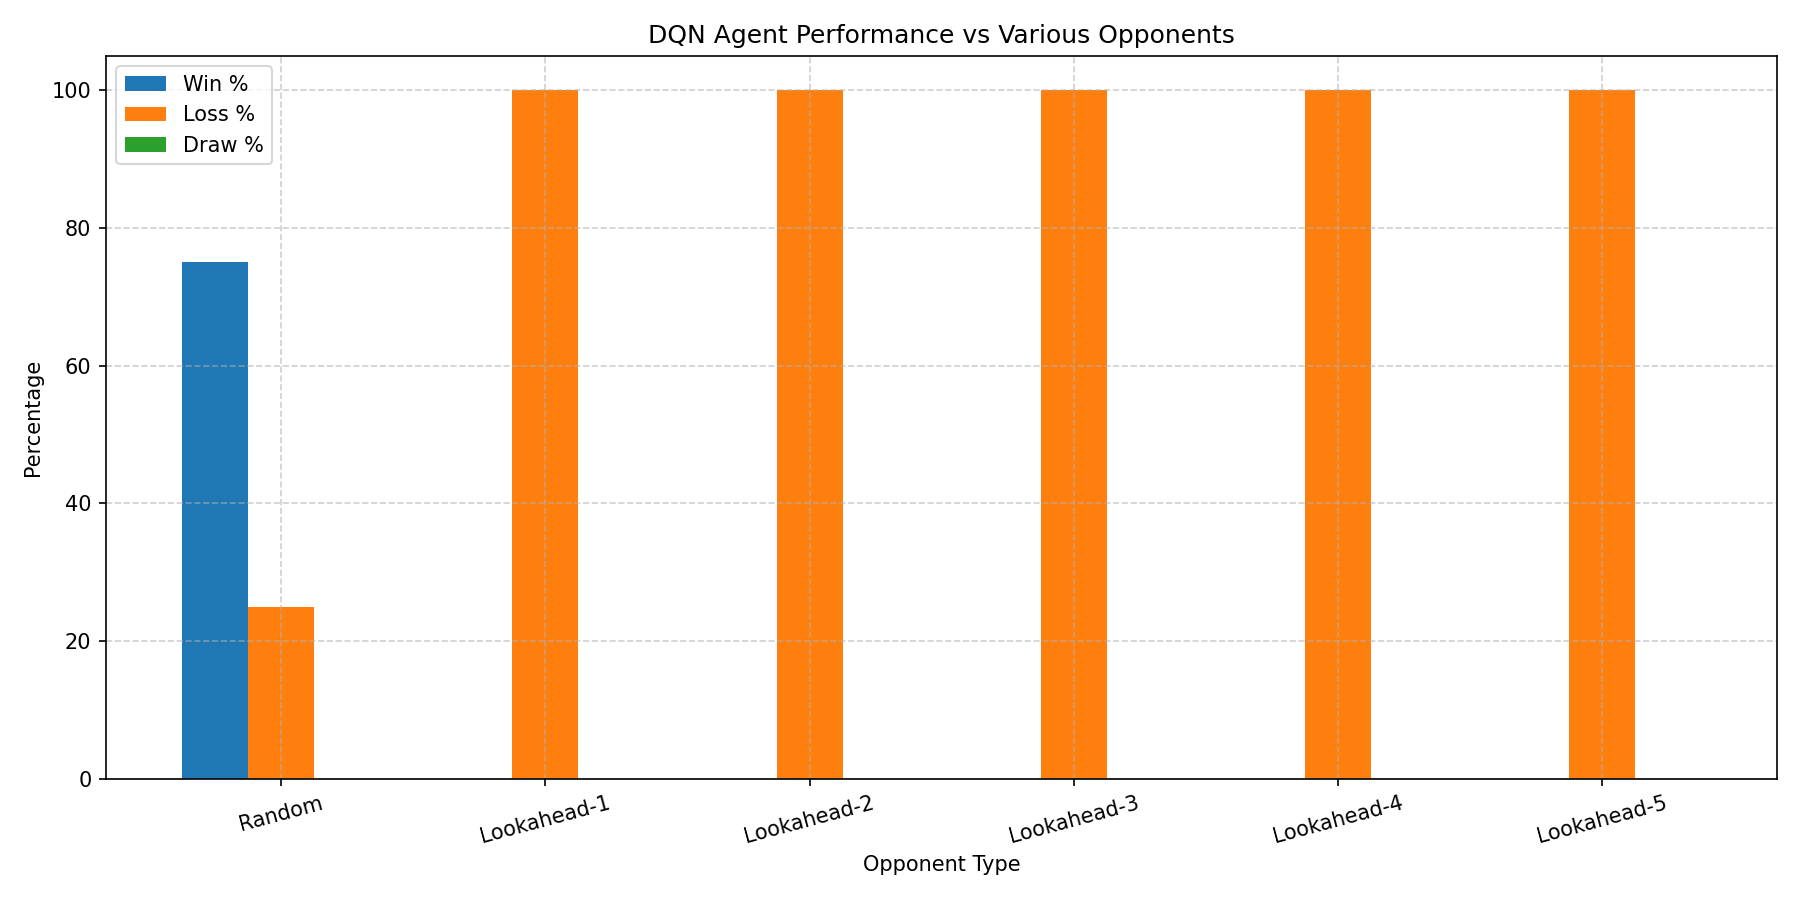 DQN Agent Performance vs Various Opponents
Win %
Loss %
Draw %
100
80
60
40
20
0
Percentage
Random
Lookahead-1
Lookahead-2
Lookahead-3
Lookahead-4
Lookahead-5
Opponent Type